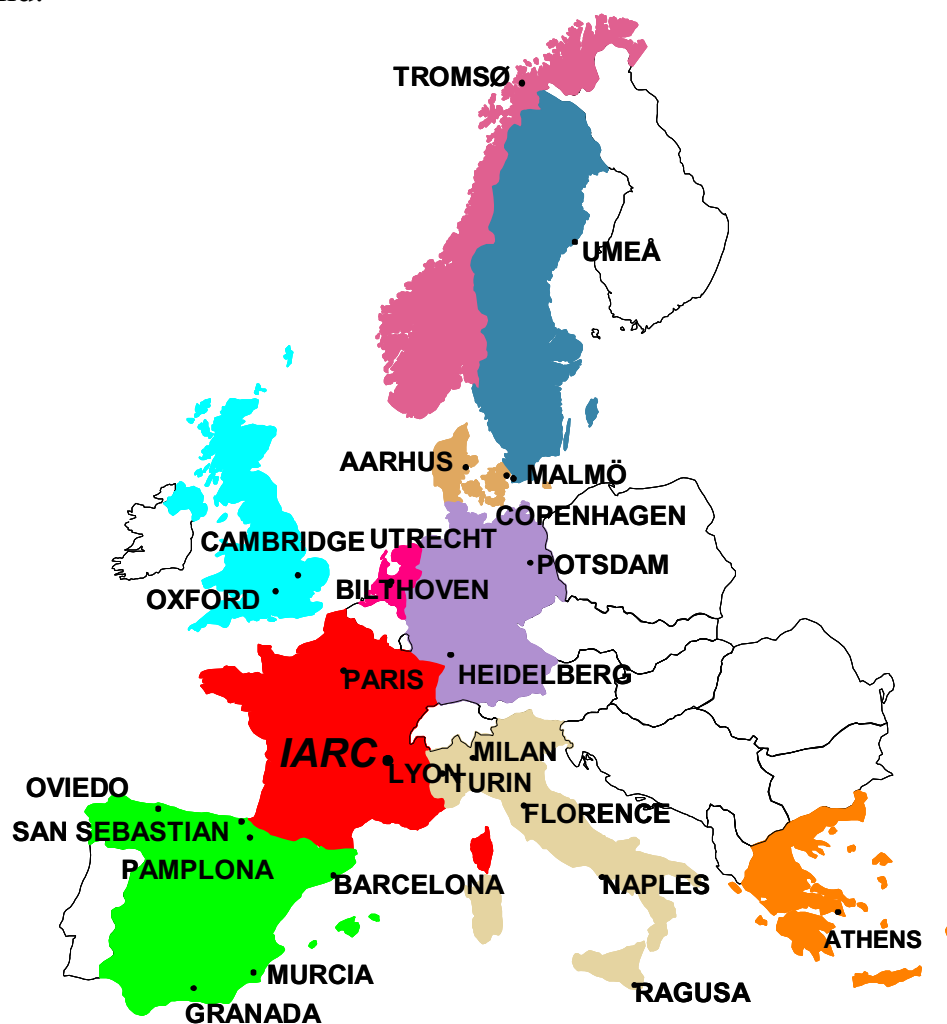 TROMSØ
UMEÅ
AARHUS
MALMÖ
COPENHAGEN
CAMBRIDGE
UTRECHT
POTSDAM
BILTHOVEN
OXFORD
HEIDELBERG
PARIS
IARC
LYON
MILAN
TURIN
OVIEDO
FLORENCE
SAN SEBASTIAN
PAMPLONA
BARCELONA
NAPLES
ATHENS
MURCIA
RAGUSA
GRANADA